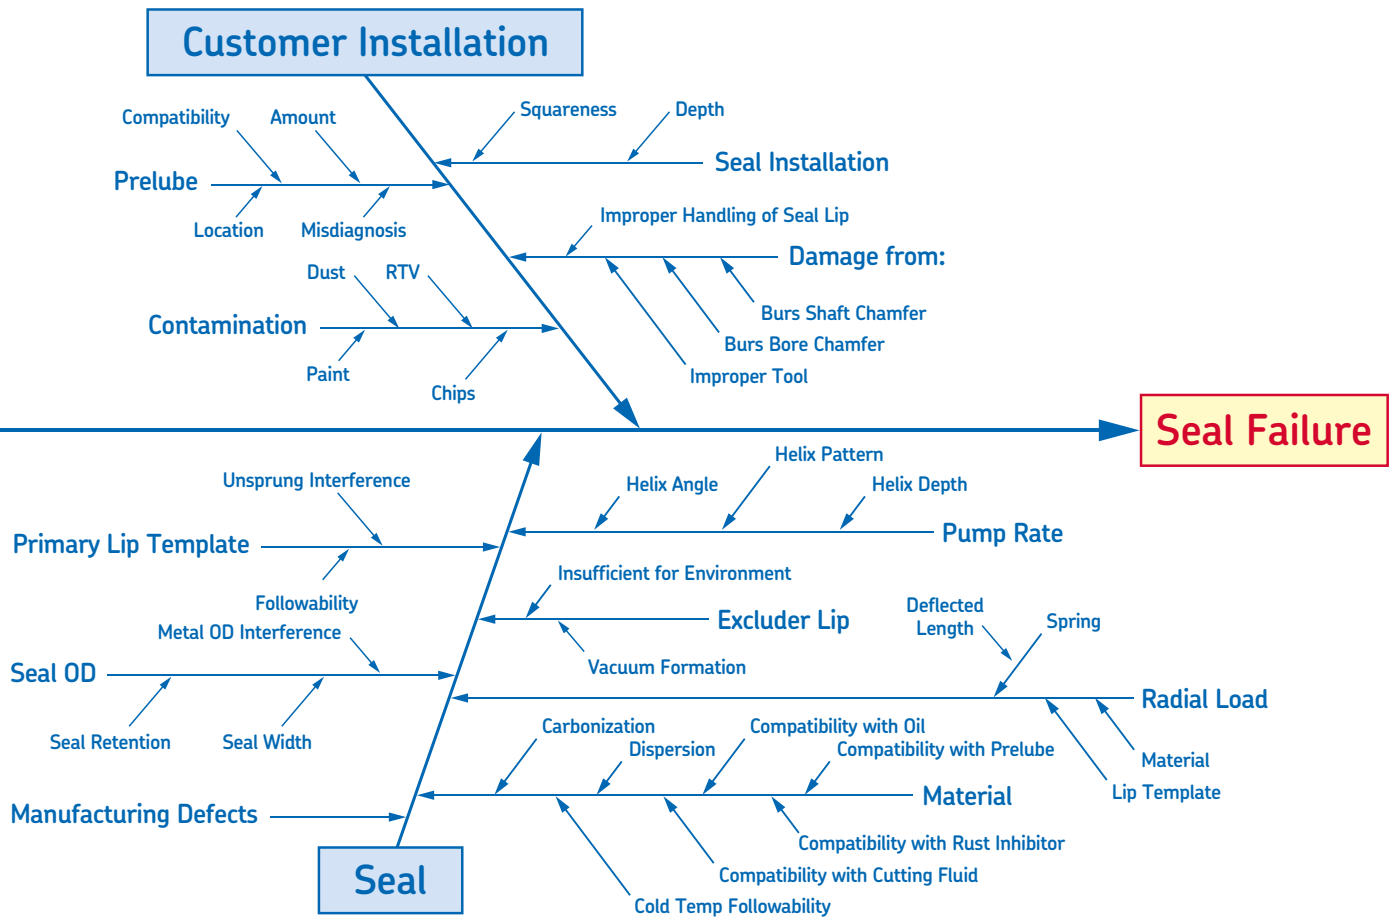 Customer Installation
Squareness
Depth
Compatibility
Amount
Seal Installation
Prelube
Location
Misdiagnosis
Improper Handling of Seal Lip
Damage from:
Dust
RTV
Burs Shaft Chamfer
Contamination
Burs Bore Chamfer
Paint
Improper Tool
Chips
Seal Failure
Helix Pattern
Unsprung Interference
Helix Angle
Helix Depth
Primary Lip Template
Pump Rate
Insufficient for Environment
Followability
Deflected
Length
Excluder Lip
Spring
Metal OD Interference
Vacuum Formation
Seal OD
Radial Load
Seal Retention
Seal Width
Carbonization
Compatibility with Oil
Dispersion
Compatibility with Prelube
Material
Lip Template
Material
Manufacturing Defects
Compatibility with Rust Inhibitor
Compatibility with Cutting Fluid
Seal
Cold Temp Followability